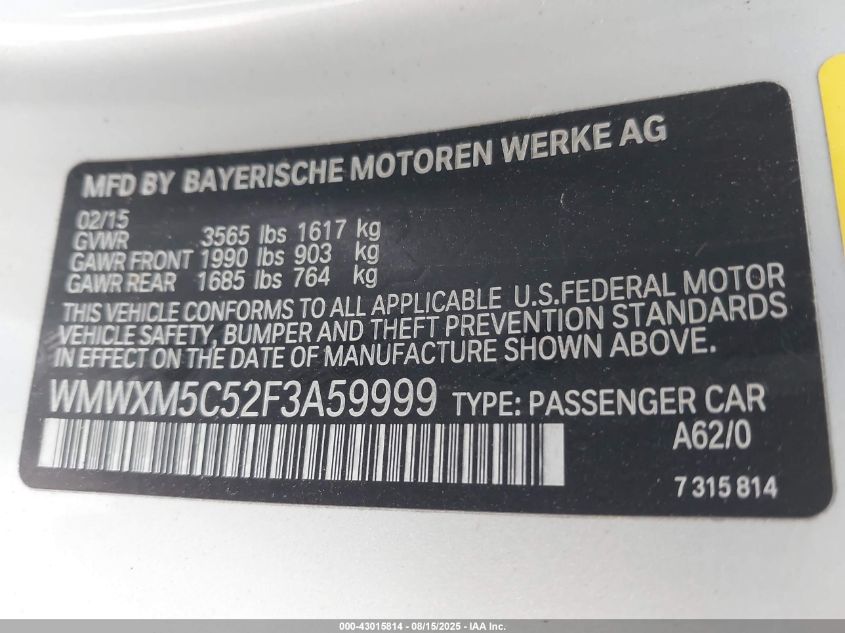 MFD BY BAYERISCHE MOTOREN WERKE AG
02/15
GVWR 3565 lbs 1617 kg
GAWR FRONT 1990 lbs 903 kg
GAWR REAR 1685 lbs 764 kg
THIS VEHICLE CONFORMS TO ALL APPLICABLE U.S.FEDERAL MOTOR
VEHICLE SAFETY, BUMPER AND THEFT PREVENTION STANDARDS
IN EFFECT ON THE DATE OF MANUFACTURE SHOWN ABOVE.
WMWXM5C52F3A59999 TYPE: PASSENGER CAR
A62/0
7 315 814
000-43015814 - 08/15/2025 - IAA Inc.